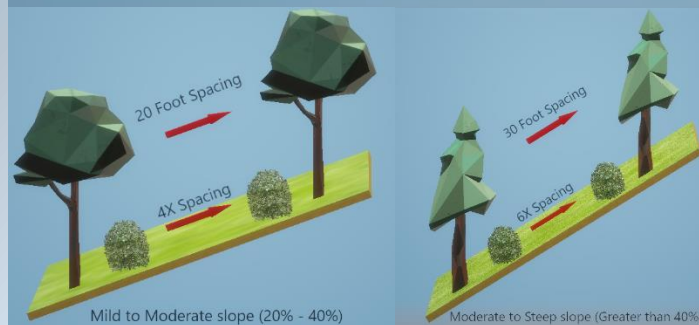 20 Foot Spacing
4X Spacing
Mild to Moderate slope (20% - 40%)
30 Foot Spacing
6X Spacing
Moderate to Steep slope (Greater than 40%